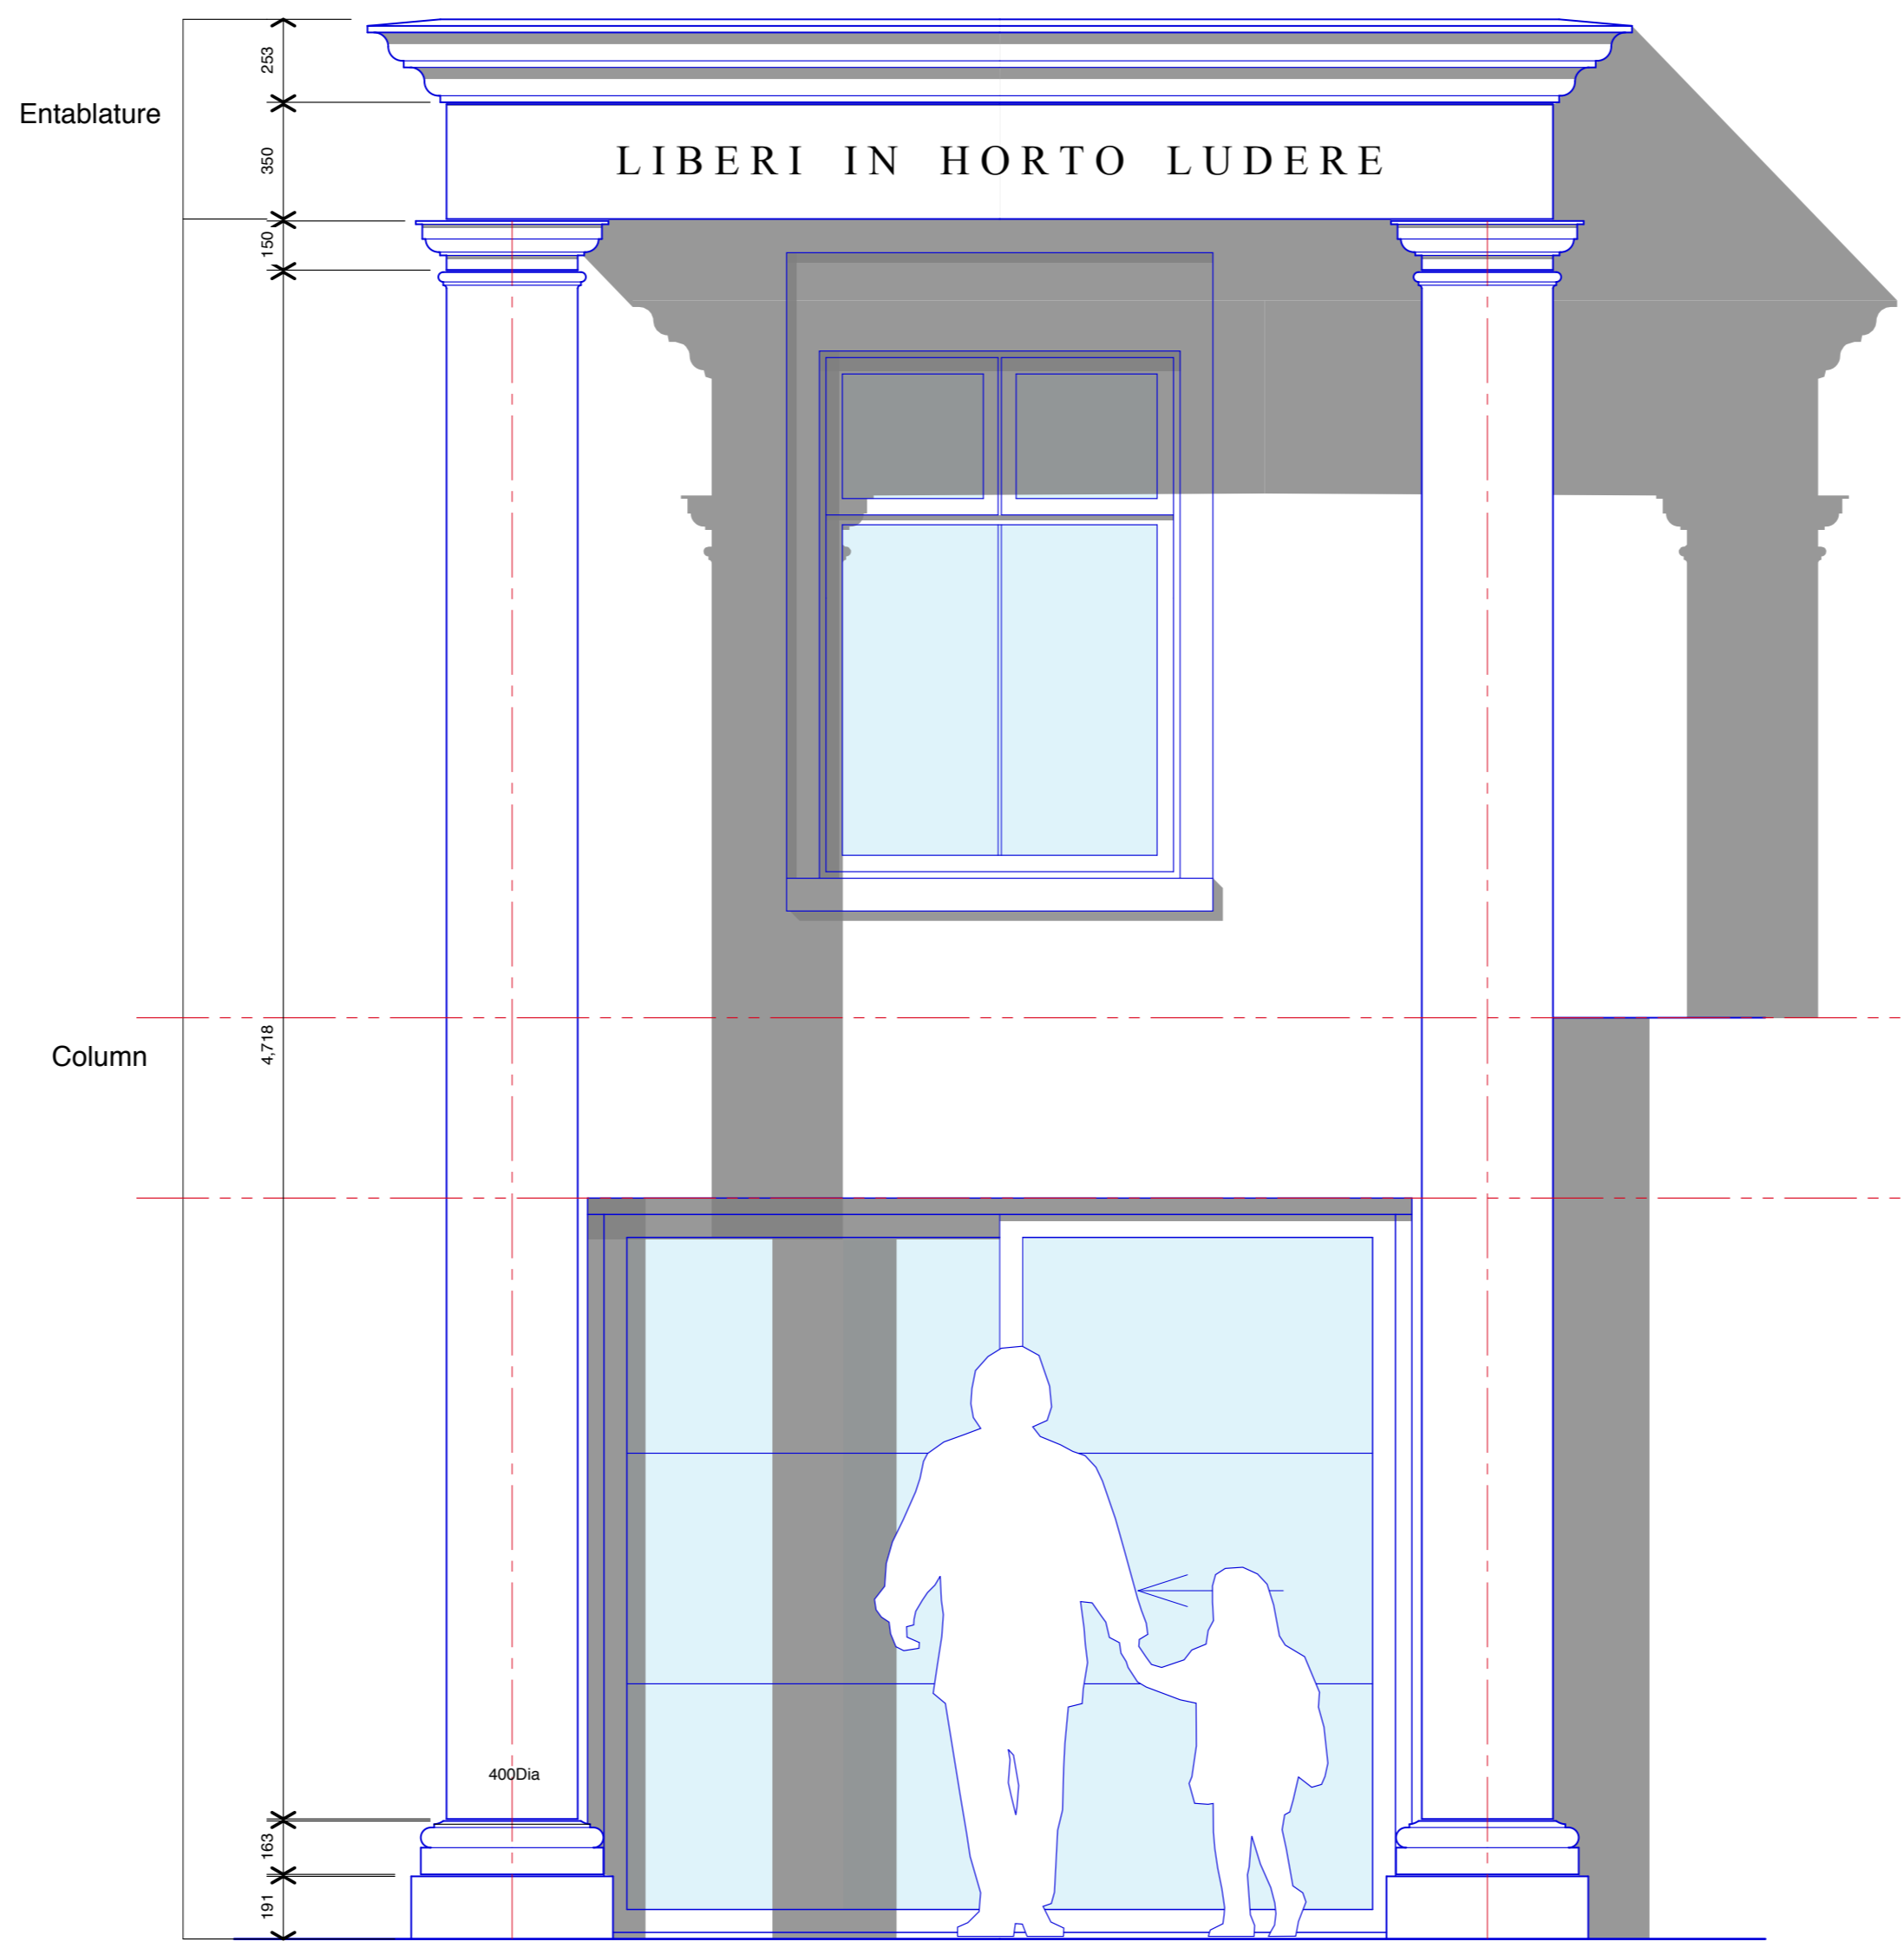 253
Entablature
LIBERI IN HORTO LUDERE
350
150
4,718
Column
400Dia
163
191